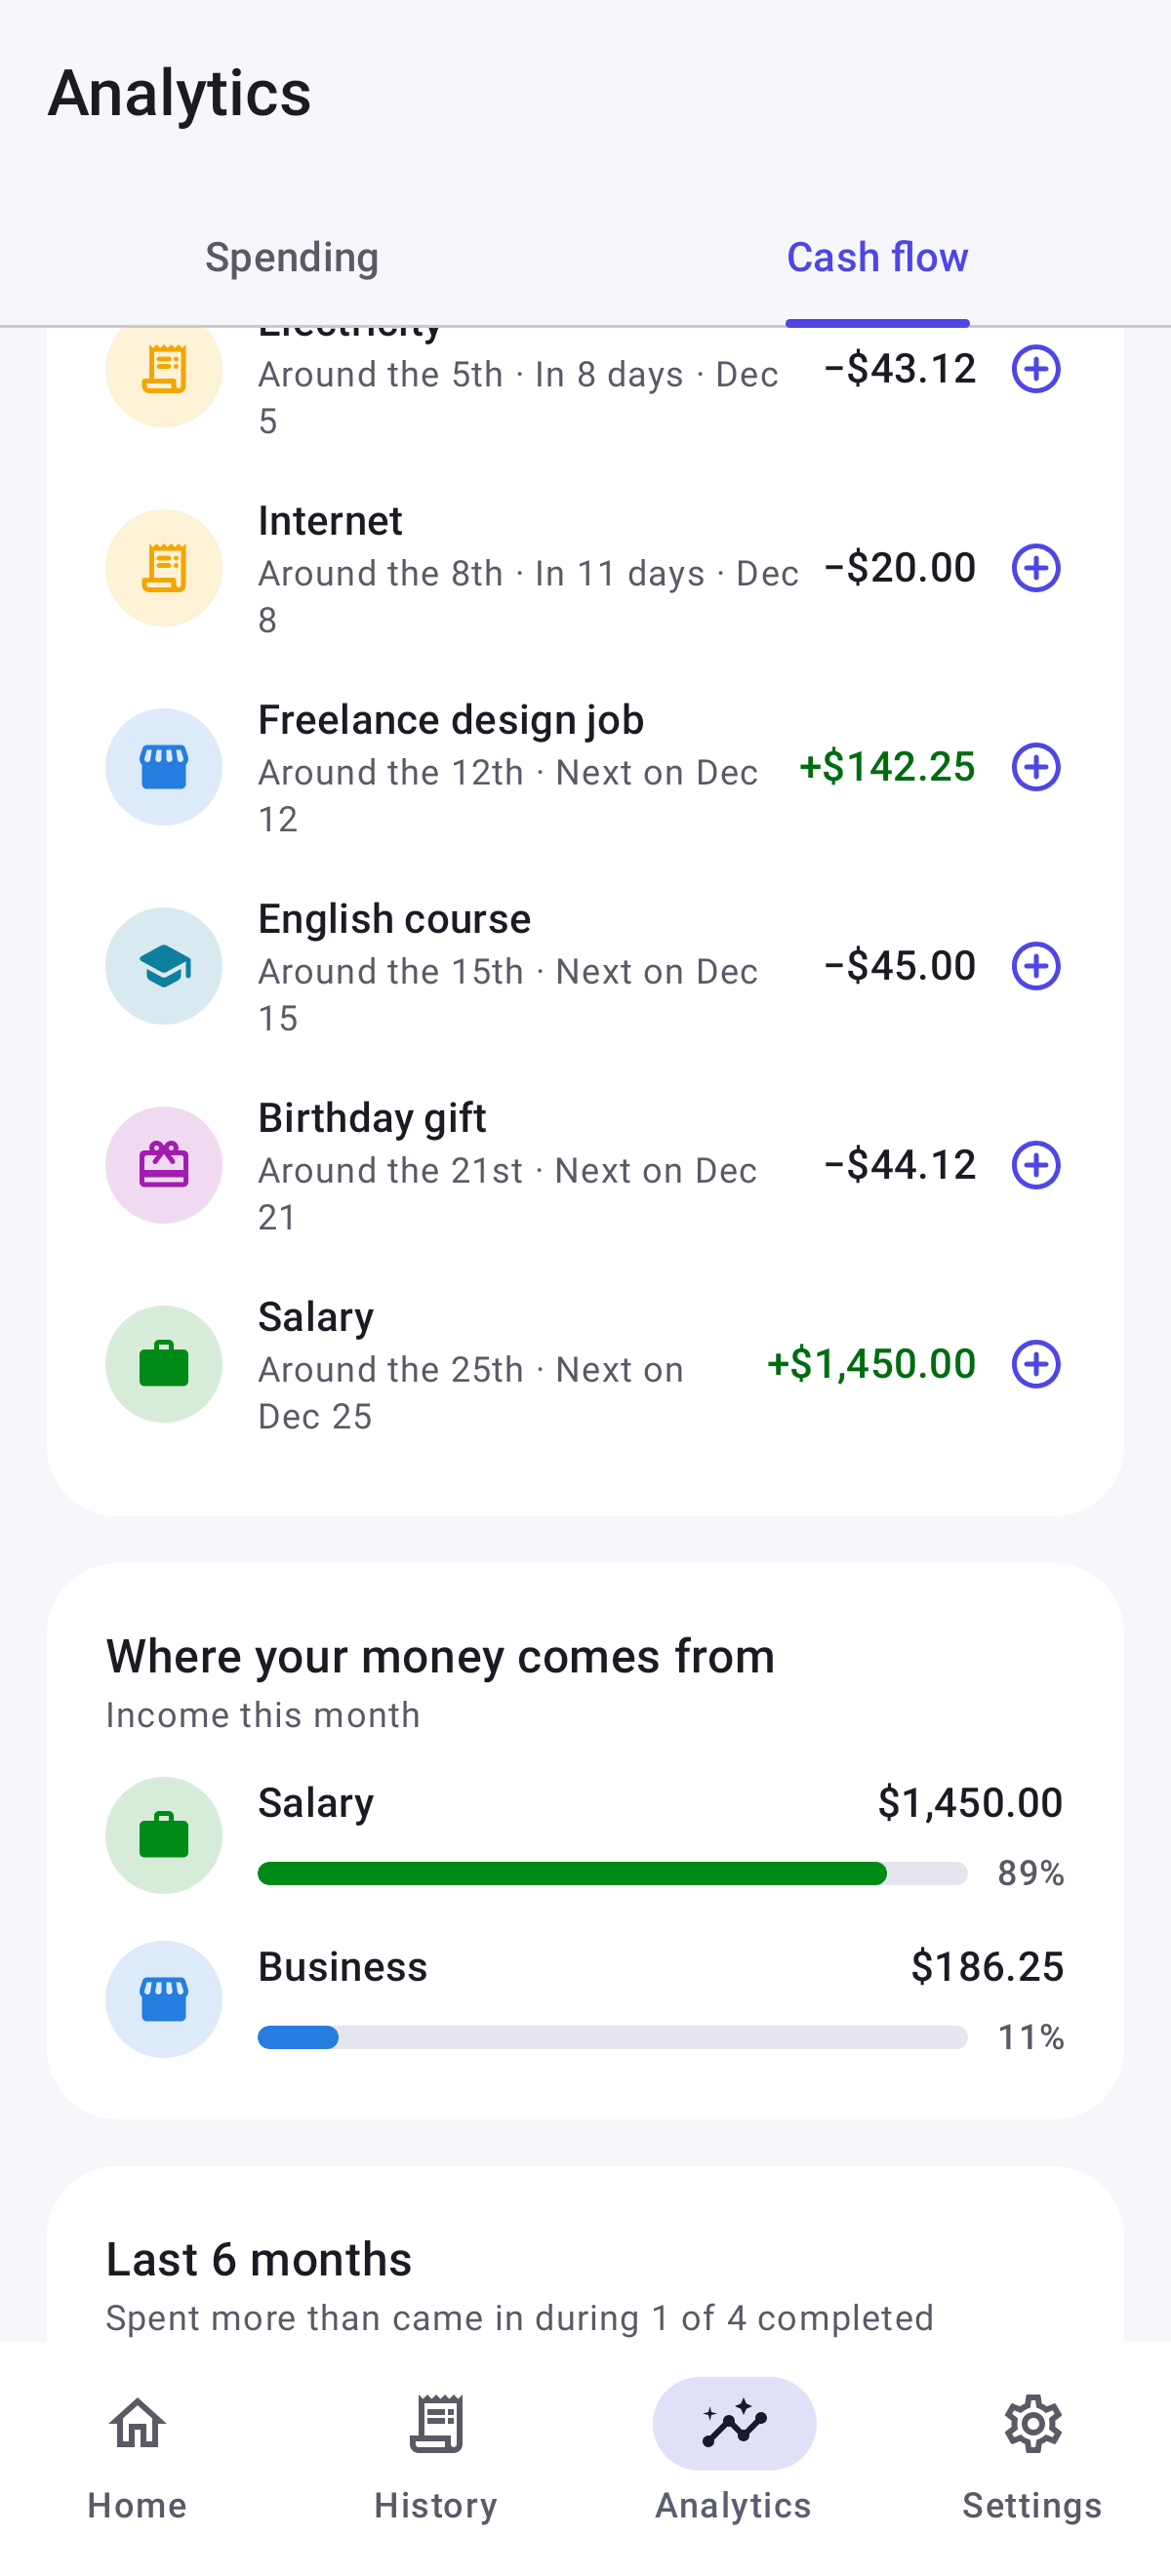 Analytics
Spending
Cash flow
Electricity
Around the 5th · In 8 days · Dec
5
−$43.12
Internet
Around the 8th · In 11 days · Dec
8
−$20.00
Freelance design job
Around the 12th · Next on Dec
12
+$142.25
English course
Around the 15th · Next on Dec
15
−$45.00
Birthday gift
Around the 21st · Next on Dec
21
−$44.12
Salary
Around the 25th · Next on
Dec 25
+$1,450.00
Where your money comes from
Income this month
Salary
$1,450.00
89%
Business
$186.25
11%
Last 6 months
Spent more than came in during 1 of 4 completed
Home
History
Analytics
Settings